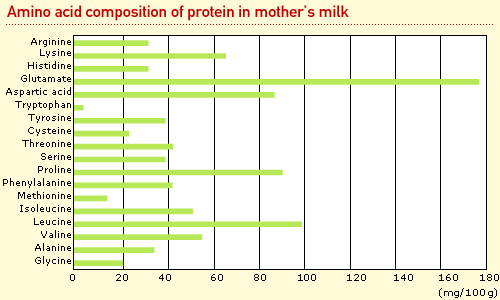 Amino acid composition of protein in mother's milk
Arginine
Lysine
Histidine
Glutamate
Aspartic acid
Tryptophan
Tyrosine
Cysteine
Threonine
Serine
Proline
Phenylalanine
Methionine
Isoleucine
Leucine
Valine
Alanine
Glycine
0 20 40 60 80 100 120 140 160 180
(mg/100g)